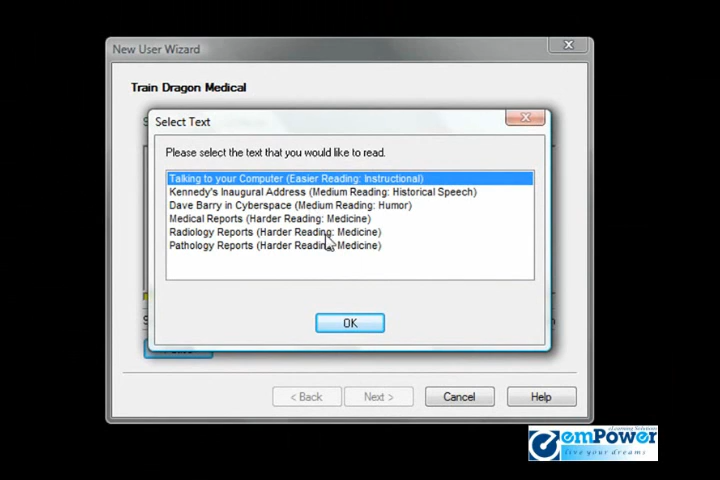 New User Wizard
Train Dragon Medical
Select Text
Please select the text that you would like to read.
Talking to your Computer (Easier Reading: Instructional)
Kennedy's Inaugural Address (Medium Reading: Historical Speech)
Dave Barry in Cyberspace (Medium Reading: Humor)
Medical Reports (Harder Reading: Medicine)
Radiology Reports (Harder Reading: Medicine)
Pathology Reports (Harder Reading: Medicine)
OK
< Back
Next >
Cancel
Help
eLearning Solutions
emPower
live your dreams